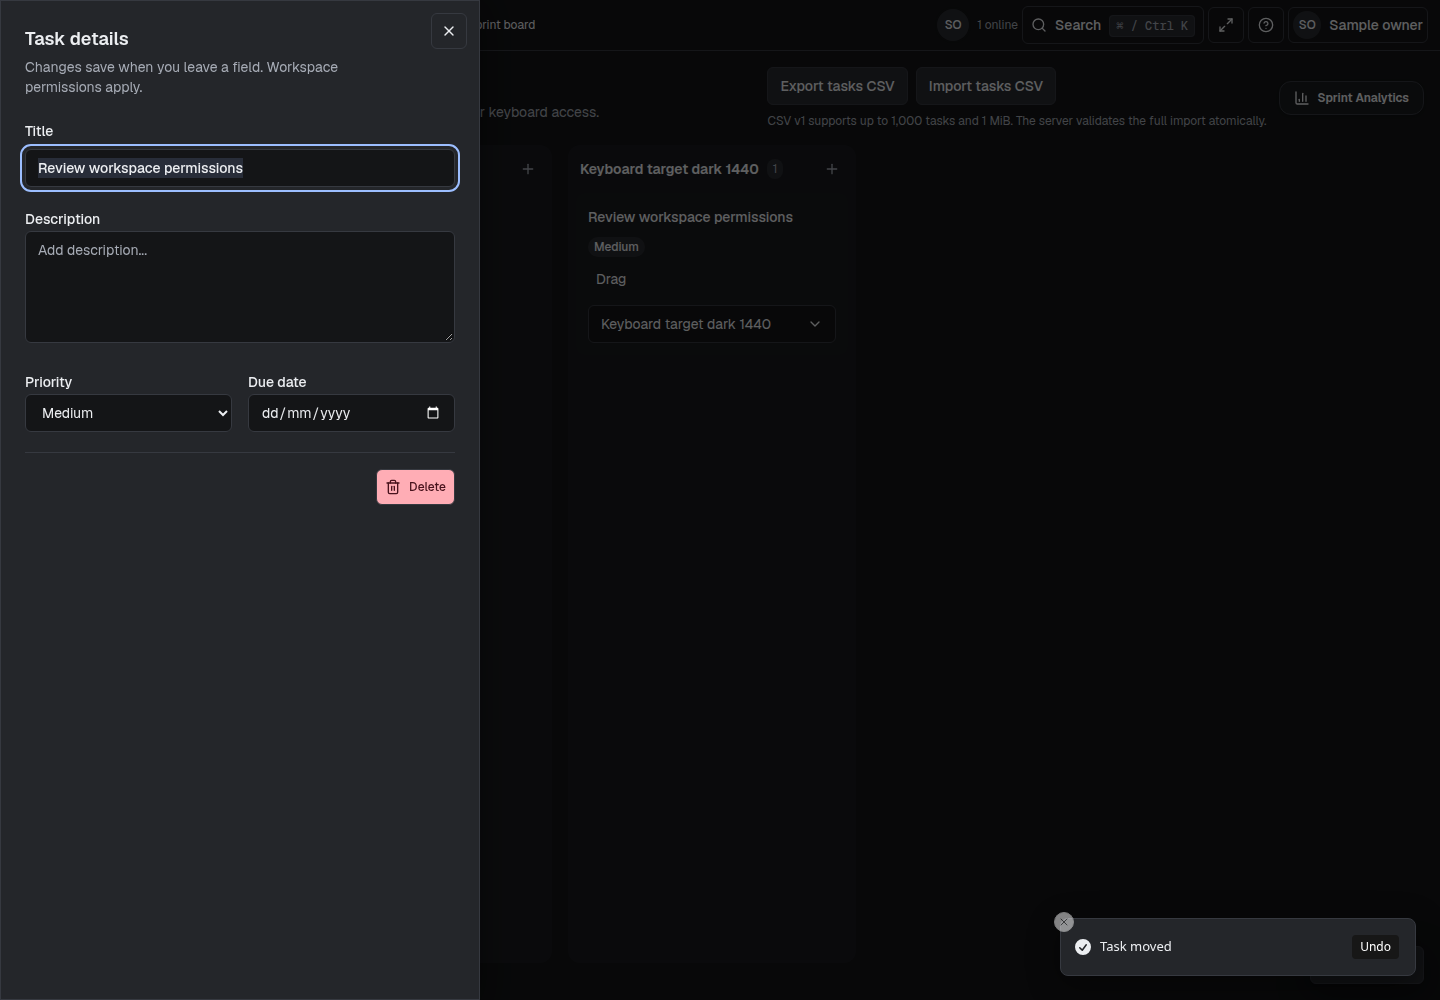 Task details
Changes save when you leave a field. Workspace
permissions apply.
Title
Review workspace permissions
Description
Add description...
Priority
Due date
Medium
dd/mm/yyyy
Delete
print board
SO
1 online
Search
⌘ / Ctrl K
SO
Sample owner
r keyboard access.
Export tasks CSV
Import tasks CSV
CSV v1 supports up to 1,000 tasks and 1 MiB. The server validates the full import atomically.
Sprint Analytics
Keyboard target dark 1440
1
Review workspace permissions
Medium
Drag
Keyboard target dark 1440
Task moved
Undo